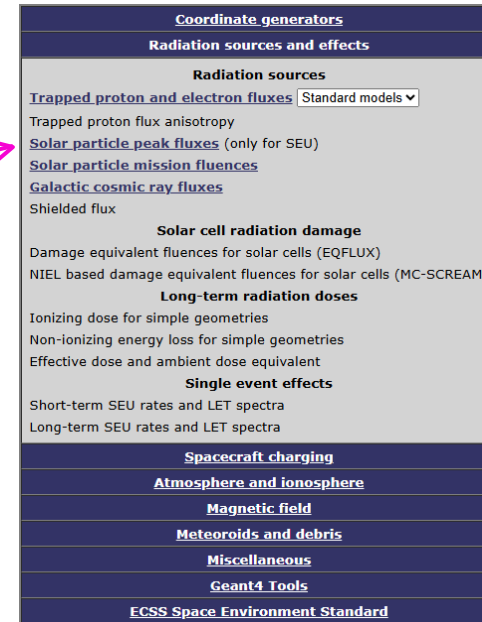 Coordinate generators
Radiation sources and effects
Radiation sources
Trapped proton and electron fluxes Standard models
Trapped proton flux anisotropy
Solar particle peak fluxes (only for SEU)
Solar particle mission fluences
Galactic cosmic ray fluxes
Shielded flux
Solar cell radiation damage
Damage equivalent fluences for solar cells (EQFLUX)
NIEL based damage equivalent fluences for solar cells (MC-SCREAM
Long-term radiation doses
Ionizing dose for simple geometries
Non-ionizing energy loss for simple geometries
Effective dose and ambient dose equivalent
Single event effects
Short-term SEU rates and LET spectra
Long-term SEU rates and LET spectra
Spacecraft charging
Atmosphere and ionosphere
Magnetic field
Meteoroids and debris
Miscellaneous
Geant4 Tools
ECSS Space Environment Standard